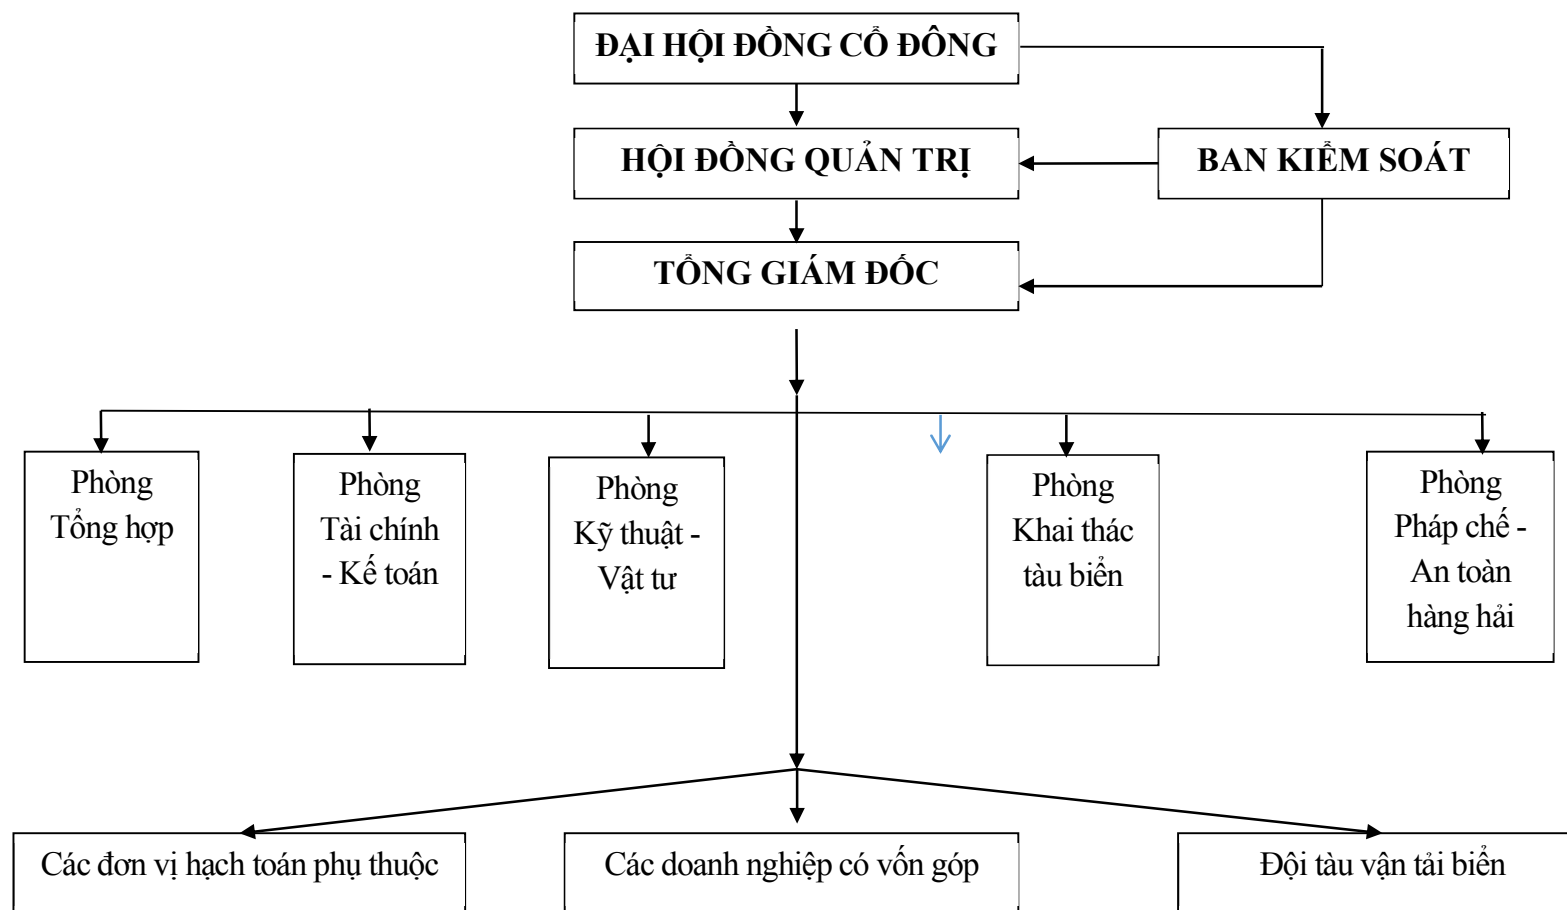 ĐẠI HỘI ĐỒNG CỔ ĐÔNG
HỘI ĐỒNG QUẢN TRỊ
BAN KIỂM SOÁT
TỔNG GIÁM ĐỐC
Phòng
Tổng hợp
Phòng
Tài chính
- Kế toán
Phòng
Kỹ thuật -
Vật tư
Phòng
Khai thác
tàu biển
Phòng
Pháp chế -
An toàn
hàng hải
Các đơn vị hạch toán phụ thuộc
Các doanh nghiệp có vốn góp
Đội tàu vận tải biển